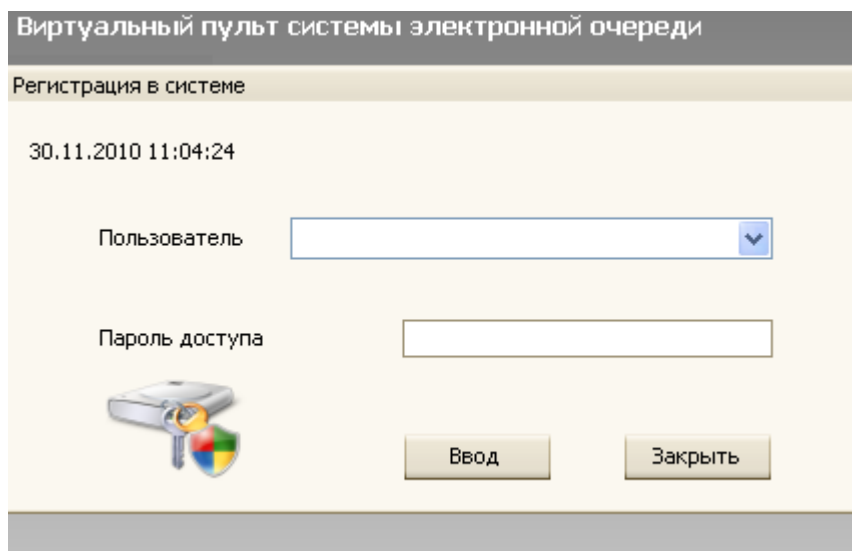 Виртуальный пульт системы электронной очереди
Регистрация в системе
30.11.2010 11:04:24
Пользователь
Пароль доступа
Ввод Закрыть